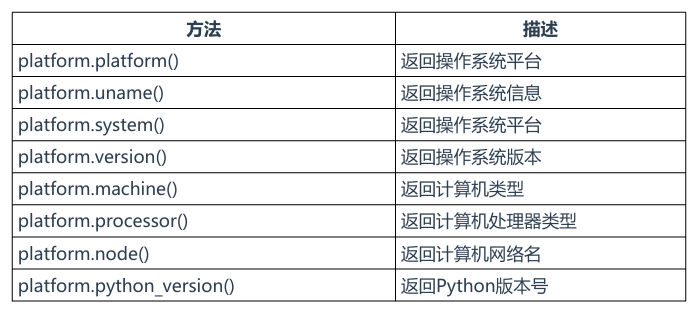 方法 描述
platform.platform() 返回操作系统平台
platform.uname() 返回操作系统信息
platform.system() 返回操作系统平台
platform.version() 返回操作系统版本
platform.machine() 返回计算机类型
platform.processor() 返回计算机处理器类型
platform.node() 返回计算机网络名
platform.python_version() 返回Python版本号